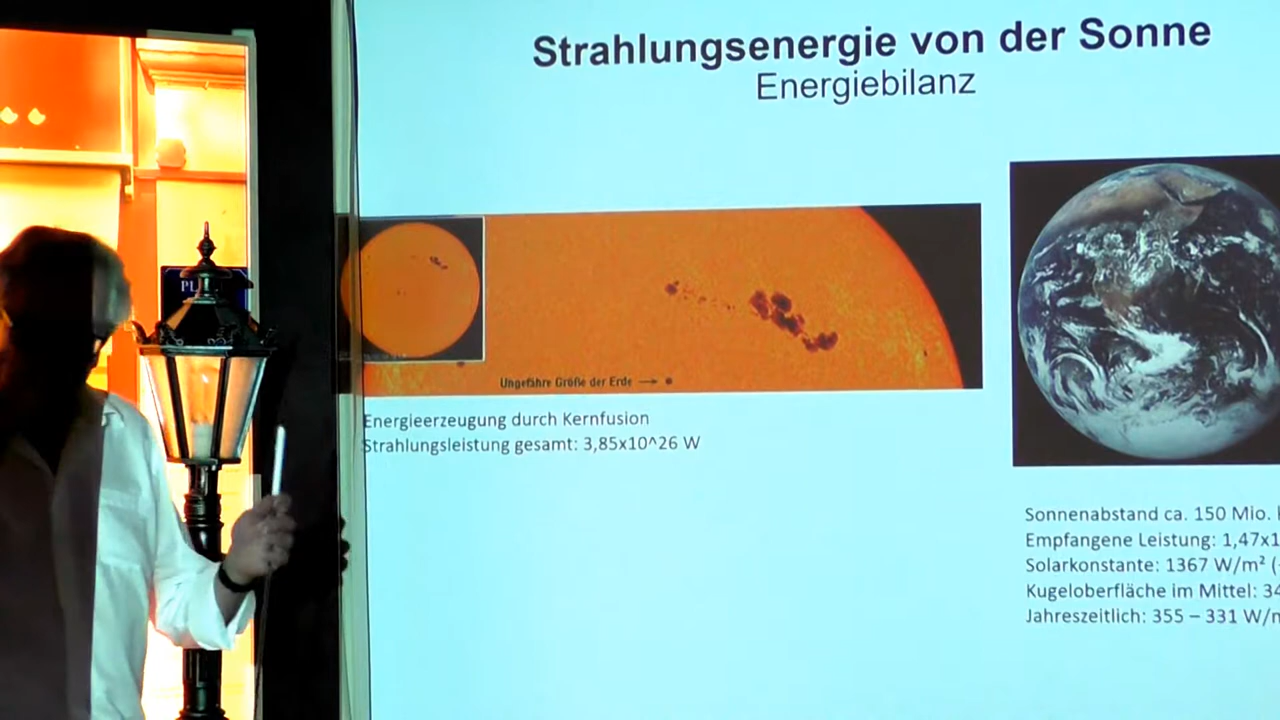 Strahlungsenergie von der Sonne
Energiebilanz
PL
Ungefähre Größe der Erde
Energieerzeugung durch Kernfusion
Strahlungsleistung gesamt: 3,85x10^26 W
Sonnenabstand ca. 150 Mio.
Empfangene Leistung: 1,47x1
Solarkonstante: 1367 W/m² (
Kugeloberfläche im Mittel: 34
Jahreszeitlich: 355 – 331 W/